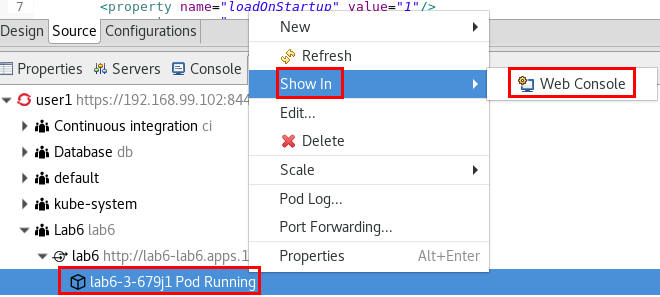 7 <property name="loadOnStartup" value="1"/>
Design Source Configurations
New
Refresh
Properties Servers Console
Show In
Web Console
user1 https://192.168.99.102:844
Edit...
Continuous integration ci
Delete
Database db
default
Scale
kube-system
Pod Log...
Lab6 lab6
Port Forwarding...
lab6 http://lab6-lab6.apps.1
Properties Alt+Enter
lab6-3-679j1 Pod Running